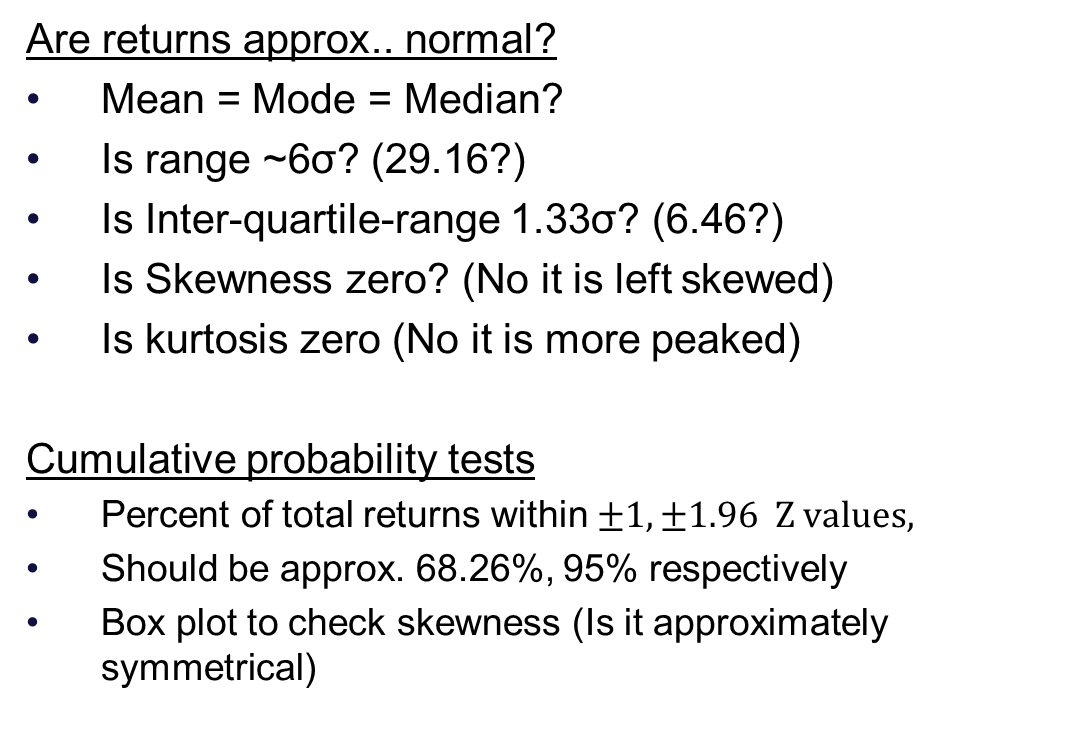 Are returns approx.. normal?
• Mean = Mode = Median?
• Is range ~6σ? (29.16?)
• Is Inter-quartile-range 1.33σ? (6.46?)
• Is Skewness zero? (No it is left skewed)
• Is kurtosis zero (No it is more peaked)
Cumulative probability tests
• Percent of total returns within ±1, ±1.96 Z values,
• Should be approx. 68.26%, 95% respectively
• Box plot to check skewness (Is it approximately
symmetrical)